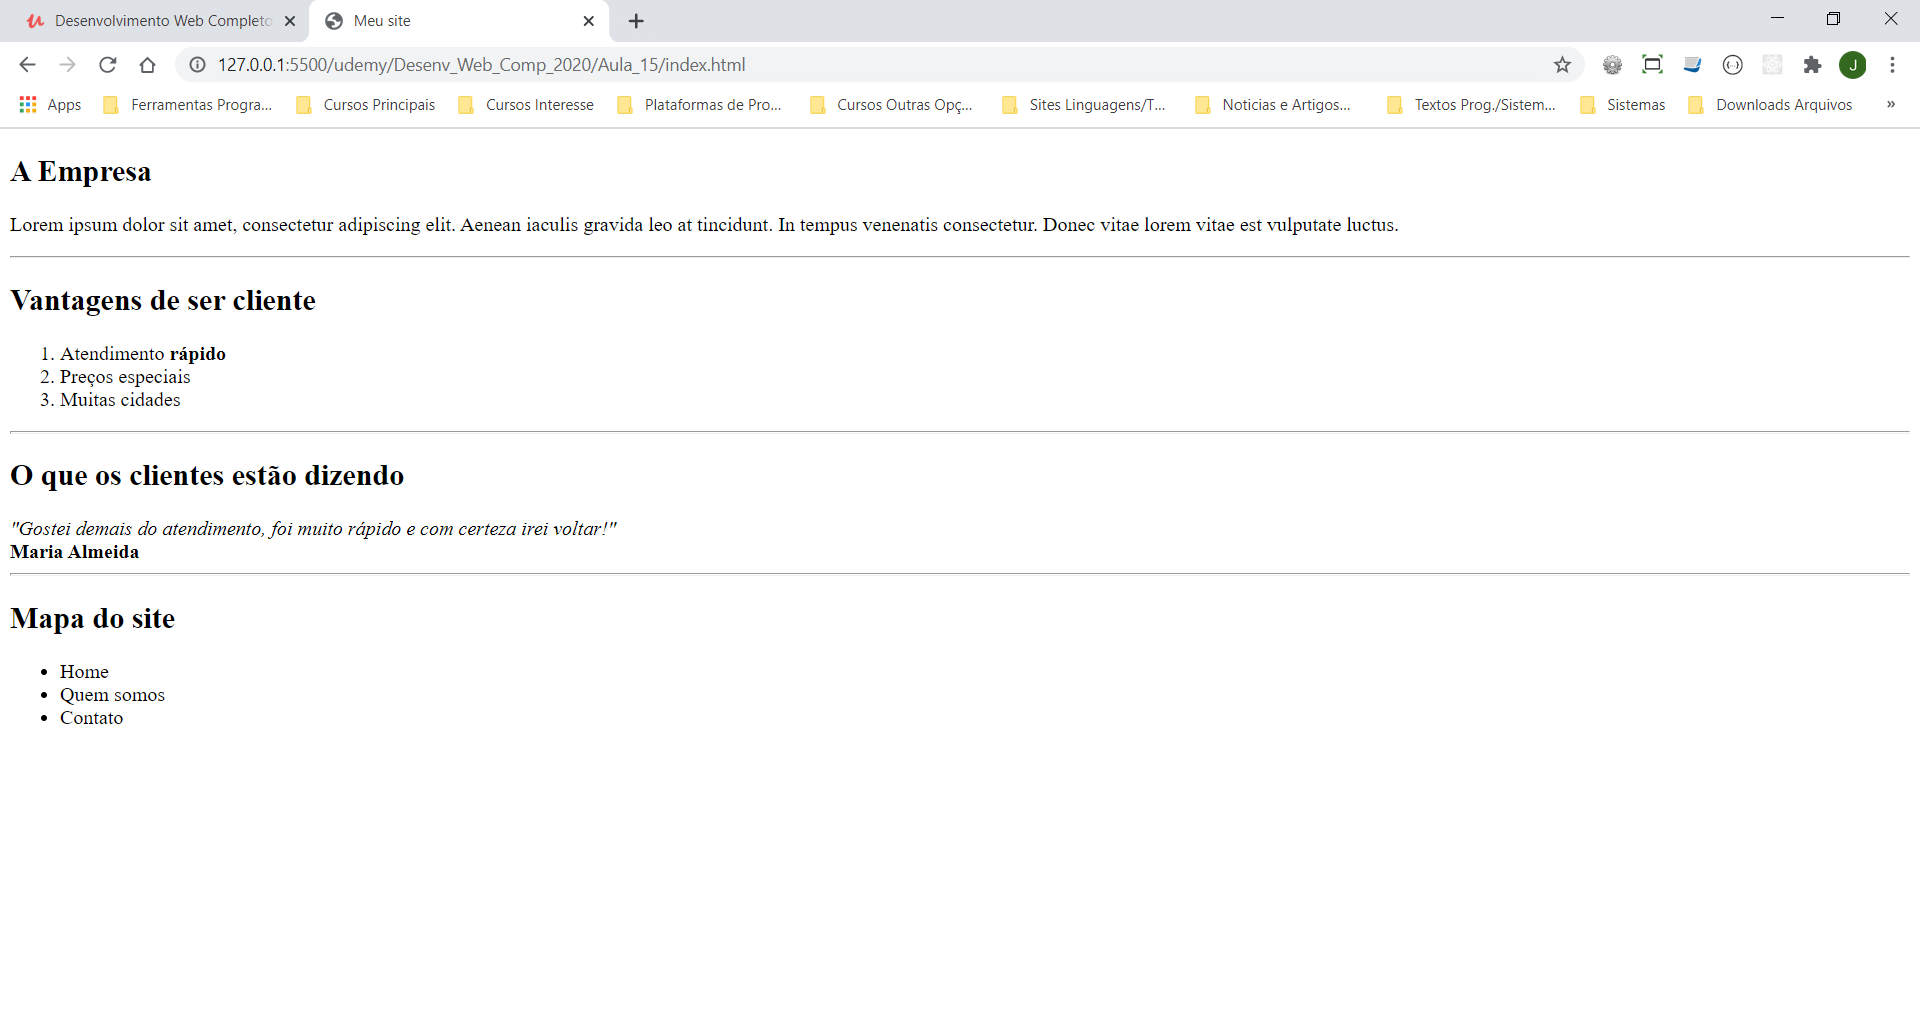 Desenvolvimento Web Completo
Meu site
127.0.0.1:5500/udemy/Desenv_Web_Comp_2020/Aula_15/index.html
J
Apps
Ferramentas Progra...
Cursos Principais
Cursos Interesse
Plataformas de Pro...
Cursos Outras Opç...
Sites Linguagens/T...
Noticias e Artigos...
Textos Prog./Sistem...
Sistemas
Downloads Arquivos
»
A Empresa
Lorem ipsum dolor sit amet, consectetur adipiscing elit. Aenean iaculis gravida leo at tincidunt. In tempus venenatis consectetur. Donec vitae lorem vitae est vulputate luctus.
Vantagens de ser cliente
1. Atendimento rápido
2. Preços especiais
3. Muitas cidades
O que os clientes estão dizendo
"Gostei demais do atendimento, foi muito rápido e com certeza irei voltar!"
Maria Almeida
Mapa do site
• Home
• Quem somos
• Contato